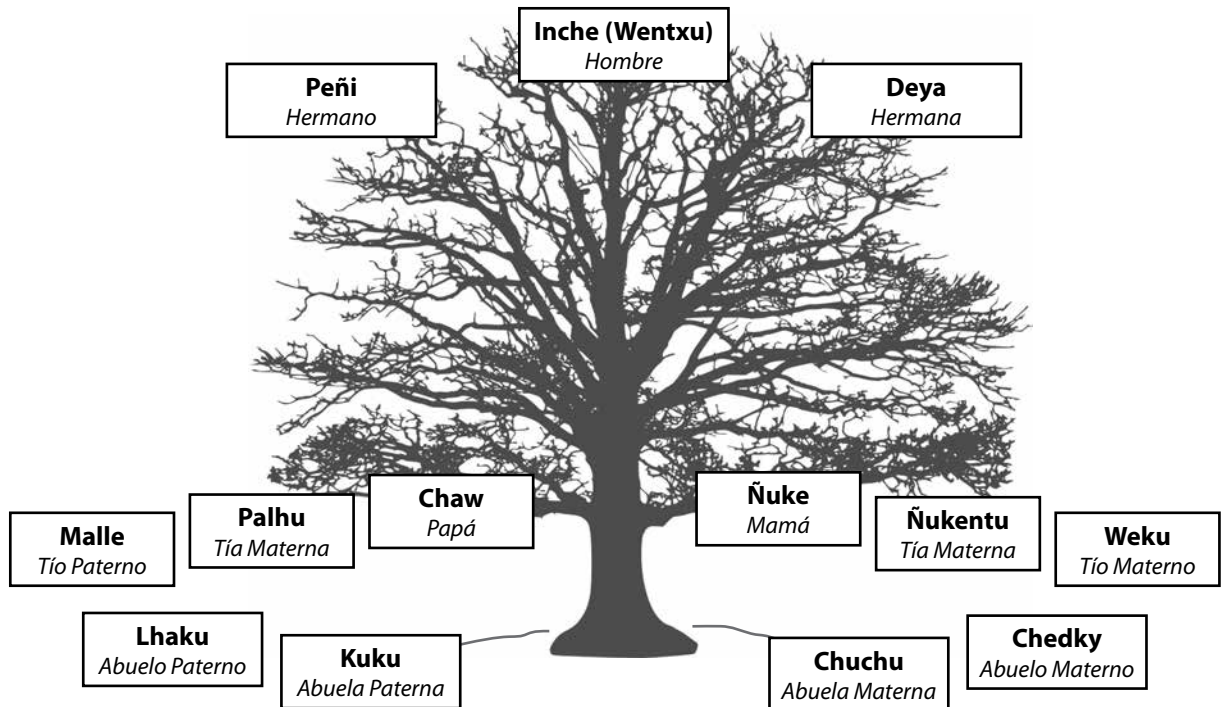 Inche (Wentxu)
Hombre
Peñi
Hermano
Deya
Hermana
Chaw
Papá
Ñuke
Mamá
Palhu
Tía Materna
Ñukentu
Tía Materna
Malle
Tío Paterno
Weku
Tío Materno
Lhaku
Abuelo Paterno
Kuku
Abuela Paterna
Chuchu
Abuela Materna
Chedky
Abuelo Materno